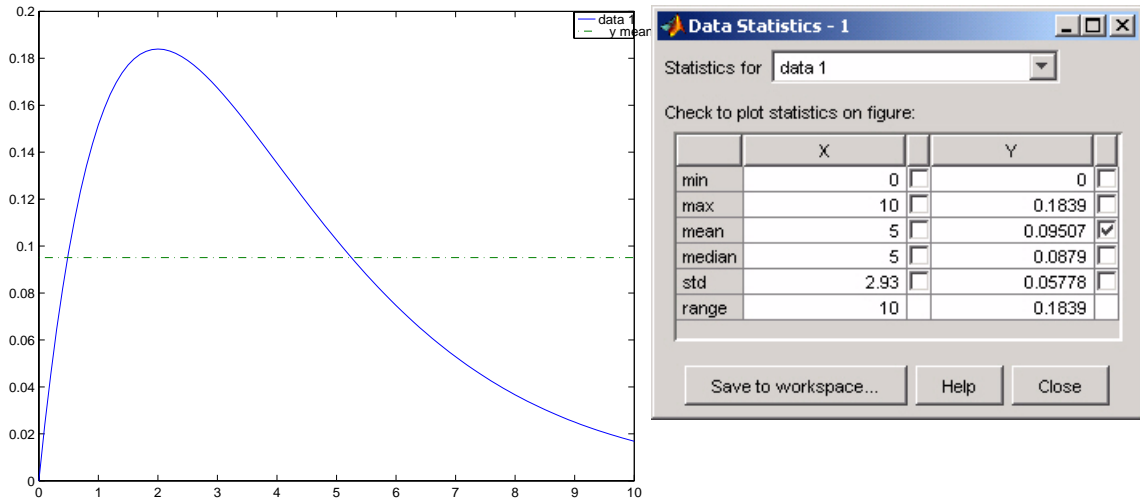 0.2
0.18
0.16
0.14
0.12
0.1
0.08
0.06
0.04
0.02
0
0 1 2 3 4 5 6 7 8 9 10
data 1
y mean
Data Statistics - 1
Statistics for data 1
Check to plot statistics on figure:
X Y
min 0 0
max 10 0.1839
mean 5 0.09507
median 5 0.0879
std 2.93 0.05778
range 10 0.1839
Save to workspace... Help Close